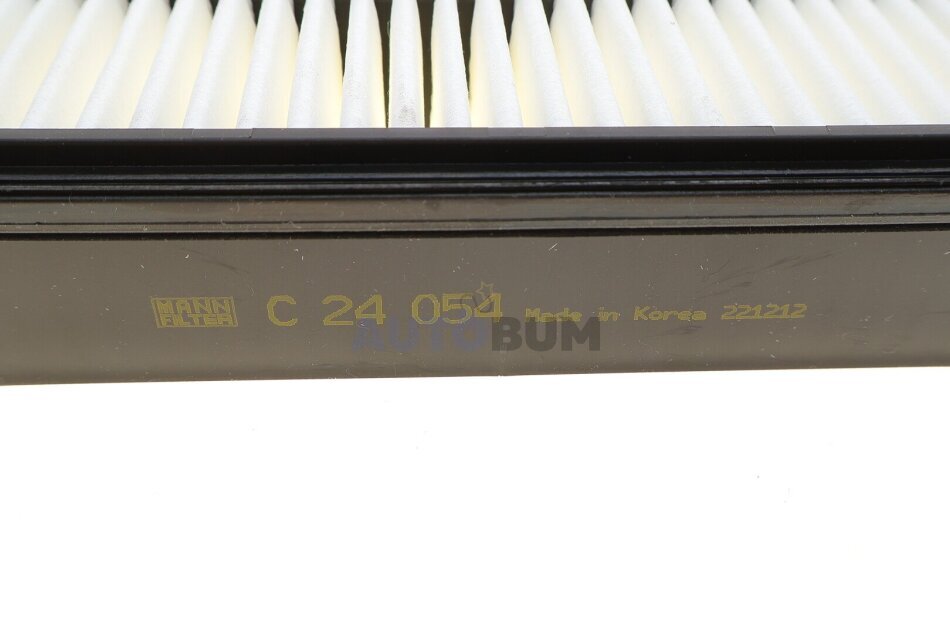 MANN
FILTER
C 24 054 Made in Korea 221212
AUTOBUM